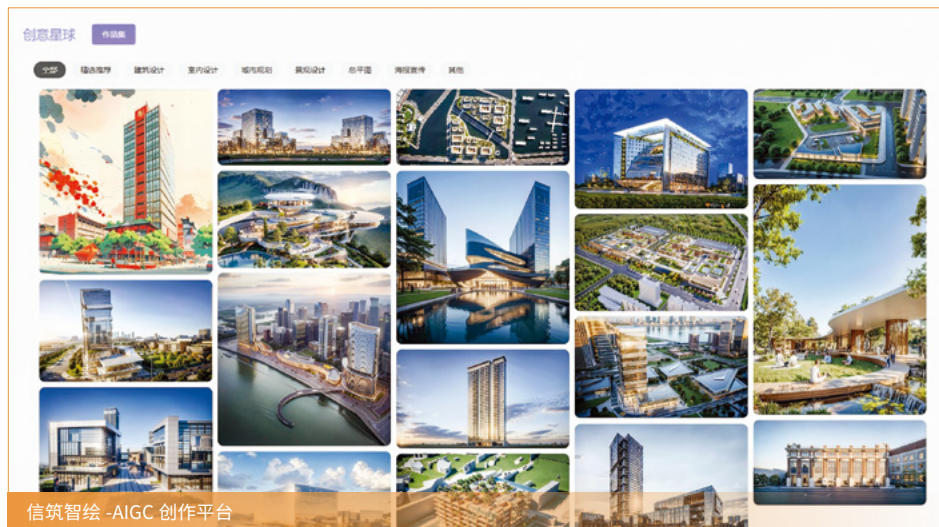 创意星球
作品集
全部 精选推荐 建筑设计 室内设计 城市规划 景观设计 总平图 海报宣传 其他
信筑智绘 -AIGC 创作平台